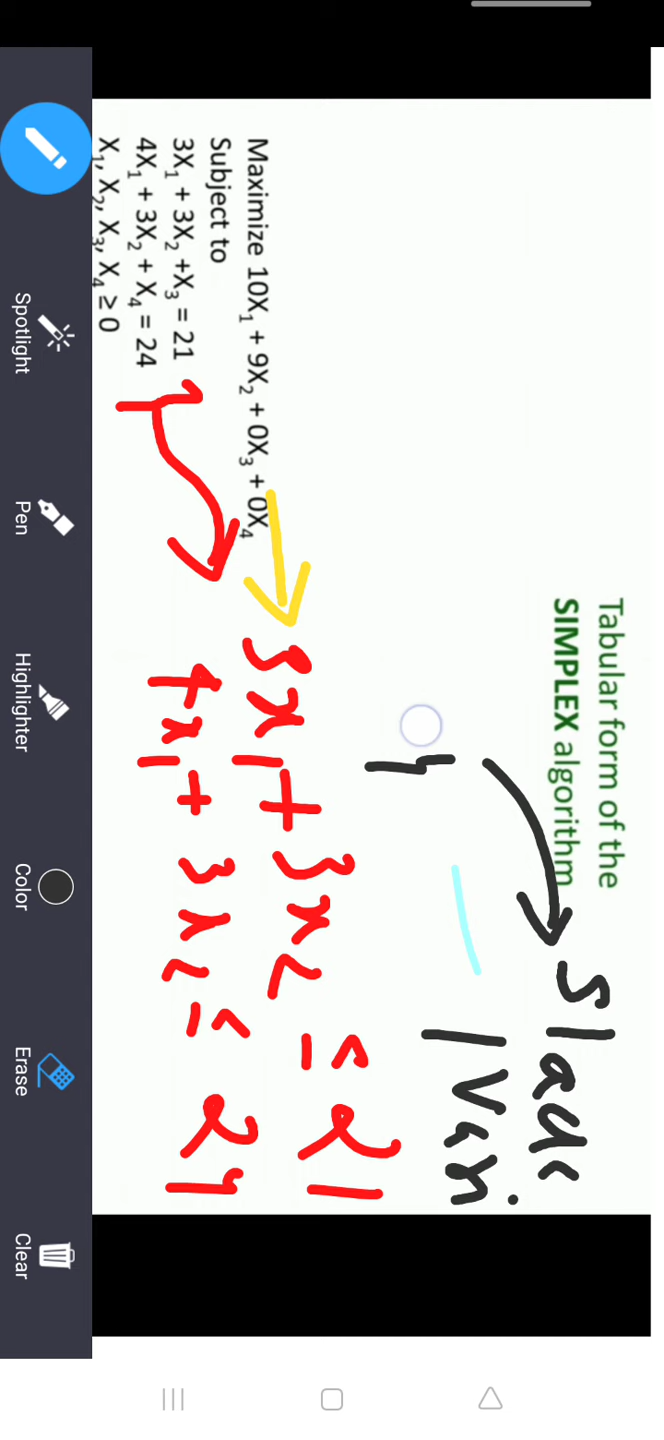 Tabular form of the
SIMPLEX algorithm
Slack
Vari
Maximize 10X₁ + 9X₂ + 0X₃ + 0X₄
Subject to
3X₁ + 3X₂ +X₃ = 21
4X₁ + 3X₂ + X₄ = 24
X₁, X₂, X₃, X₄ ≥ 0
3x₁ + 3x₂ ≤ 21
4x₁ + 3x₂ ≤ 24
Spotlight
Pen
Highlighter
Color
Erase
Clear